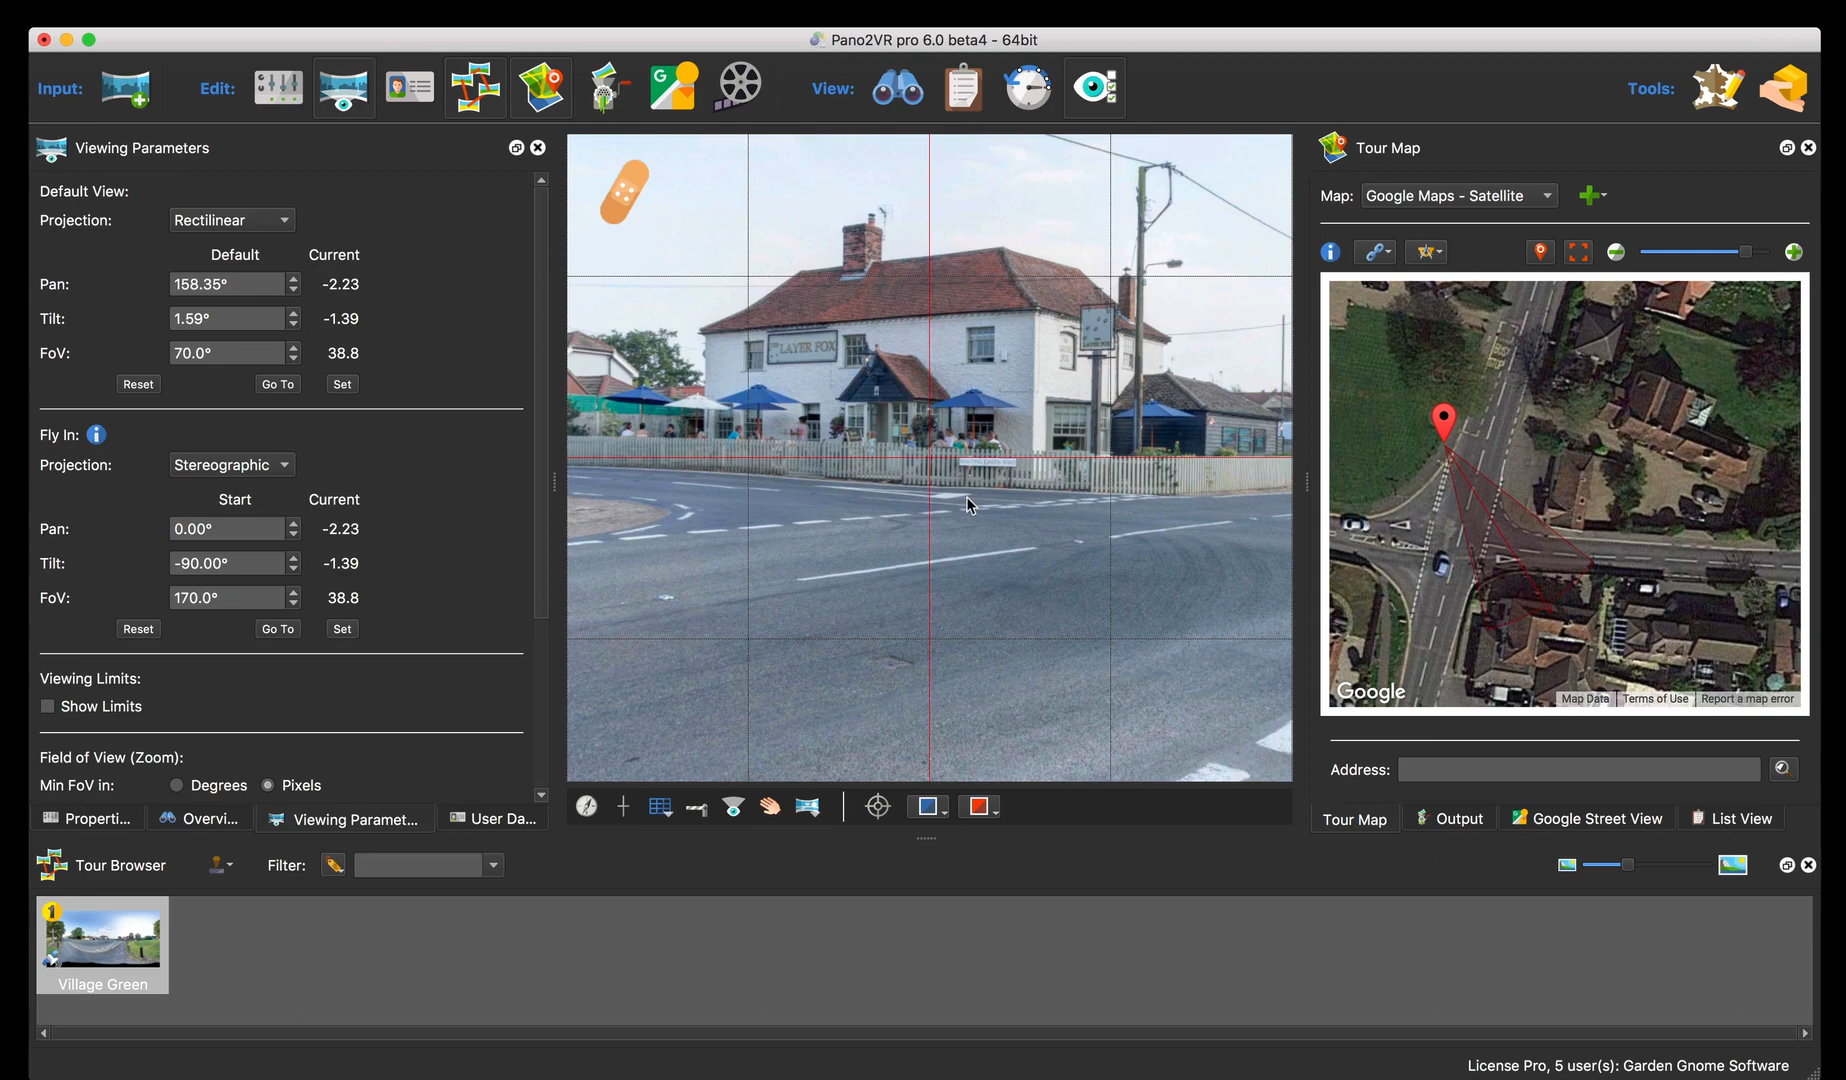 Pano2VR pro 6.0 beta4 - 64bit
Input:
Edit:
View:
Tools:
Viewing Parameters
Default View:
Projection: Rectilinear
Default Current
Pan: 158.35° -2.23
Tilt: 1.59° -1.39
FoV: 70.0° 38.8
Reset Go To Set
Fly In:
Projection: Stereographic
Start Current
Pan: 0.00° -2.23
Tilt: -90.00° -1.39
FoV: 170.0° 38.8
Reset Go To Set
Viewing Limits:
Show Limits
Field of View (Zoom):
Min FoV in: Degrees Pixels
Properti... Overvi... Viewing Paramet... User Da...
LAYER FOX
LAYER FOX
Tour Map
Map: Google Maps - Satellite
Google
Map Data Terms of Use Report a map error
Address:
Tour Map Output Google Street View List View
Tour Browser Filter:
1
Village Green
License Pro, 5 user(s): Garden Gnome Software